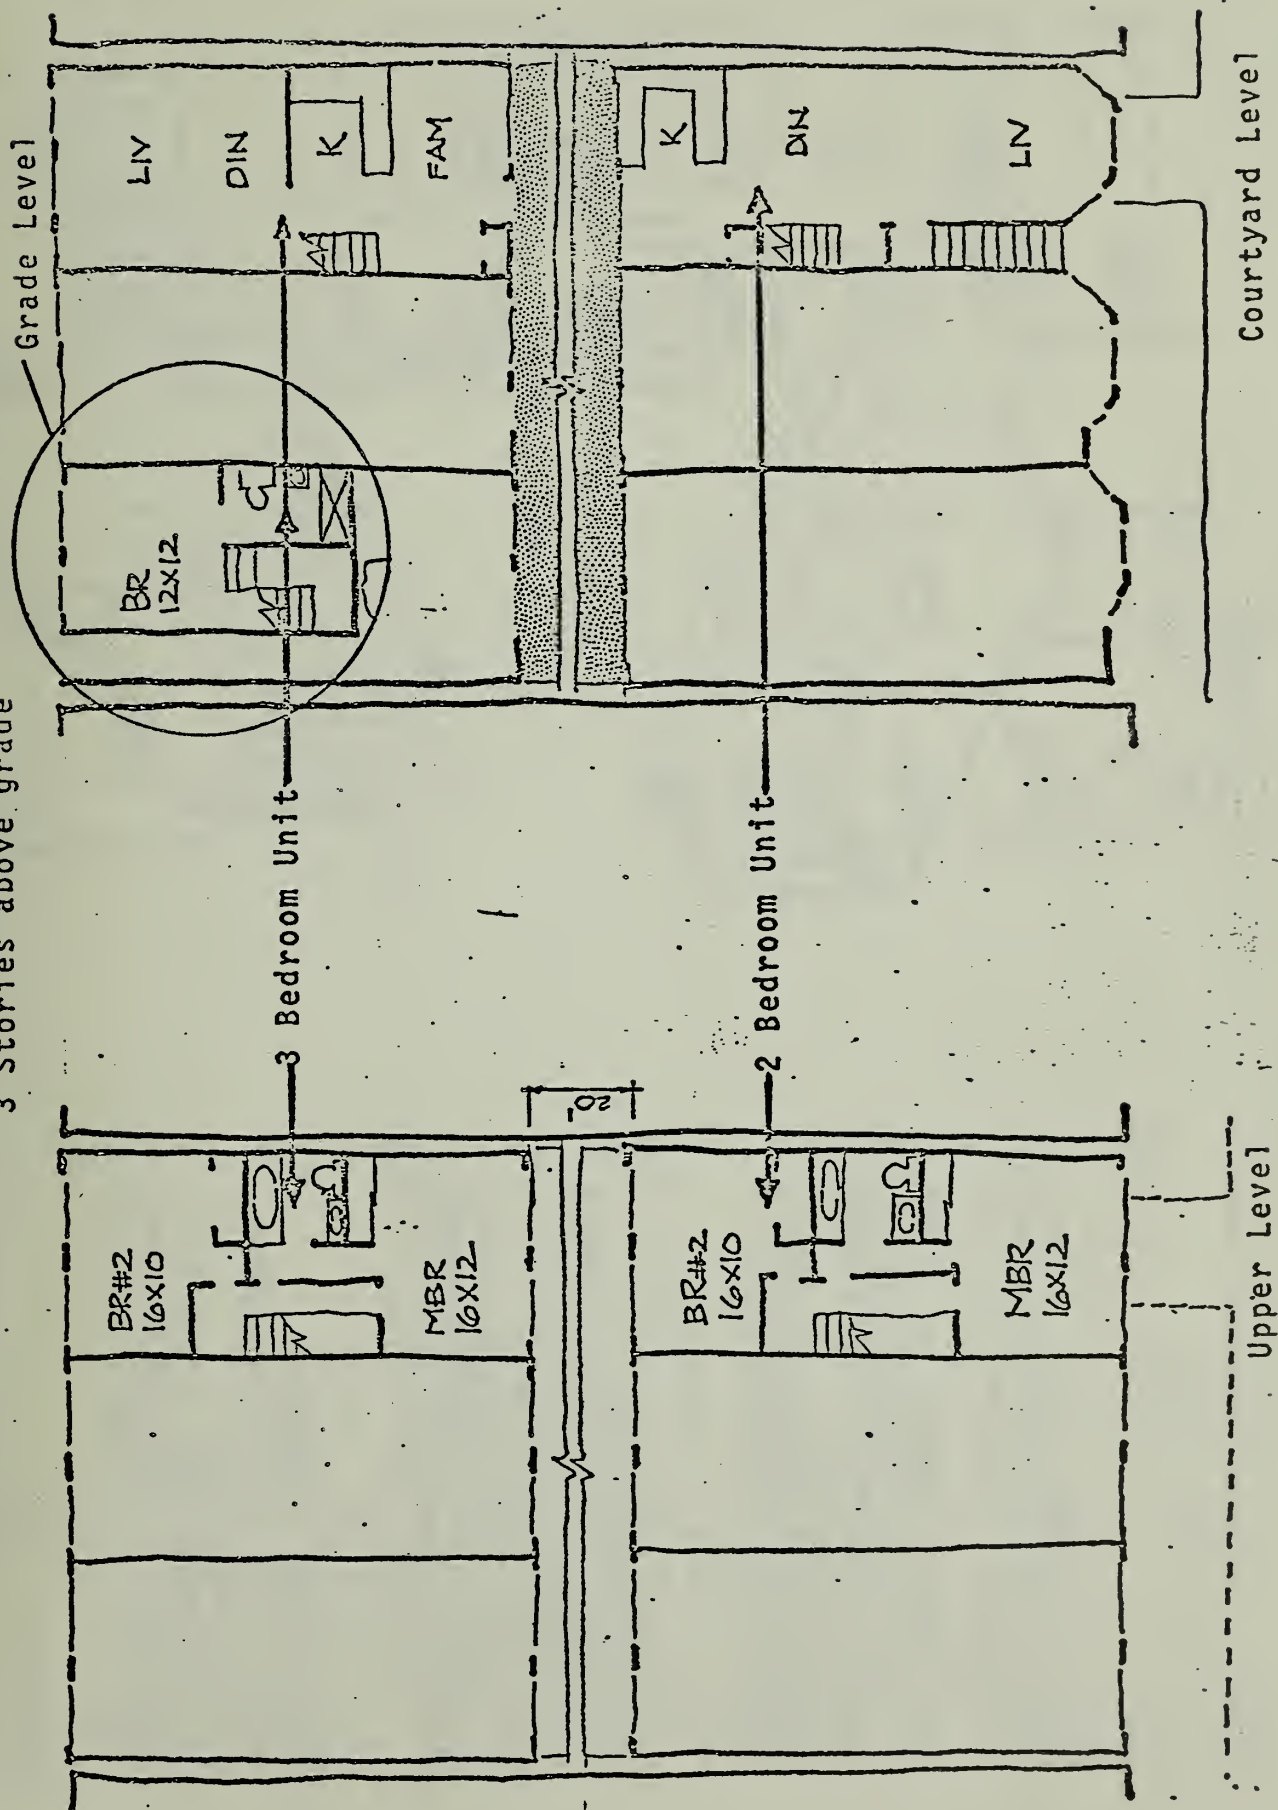 3 Stories above grade
Grade Level
BR#2
16X10
MBR
16X12
3 Bedroom Unit
BR
12X12
LIV
DIN
K
FAM
20'
BR#2
16X10
MBR
16X12
2 Bedroom Unit
K
DIN
LIV
Upper Level
Courtyard Level